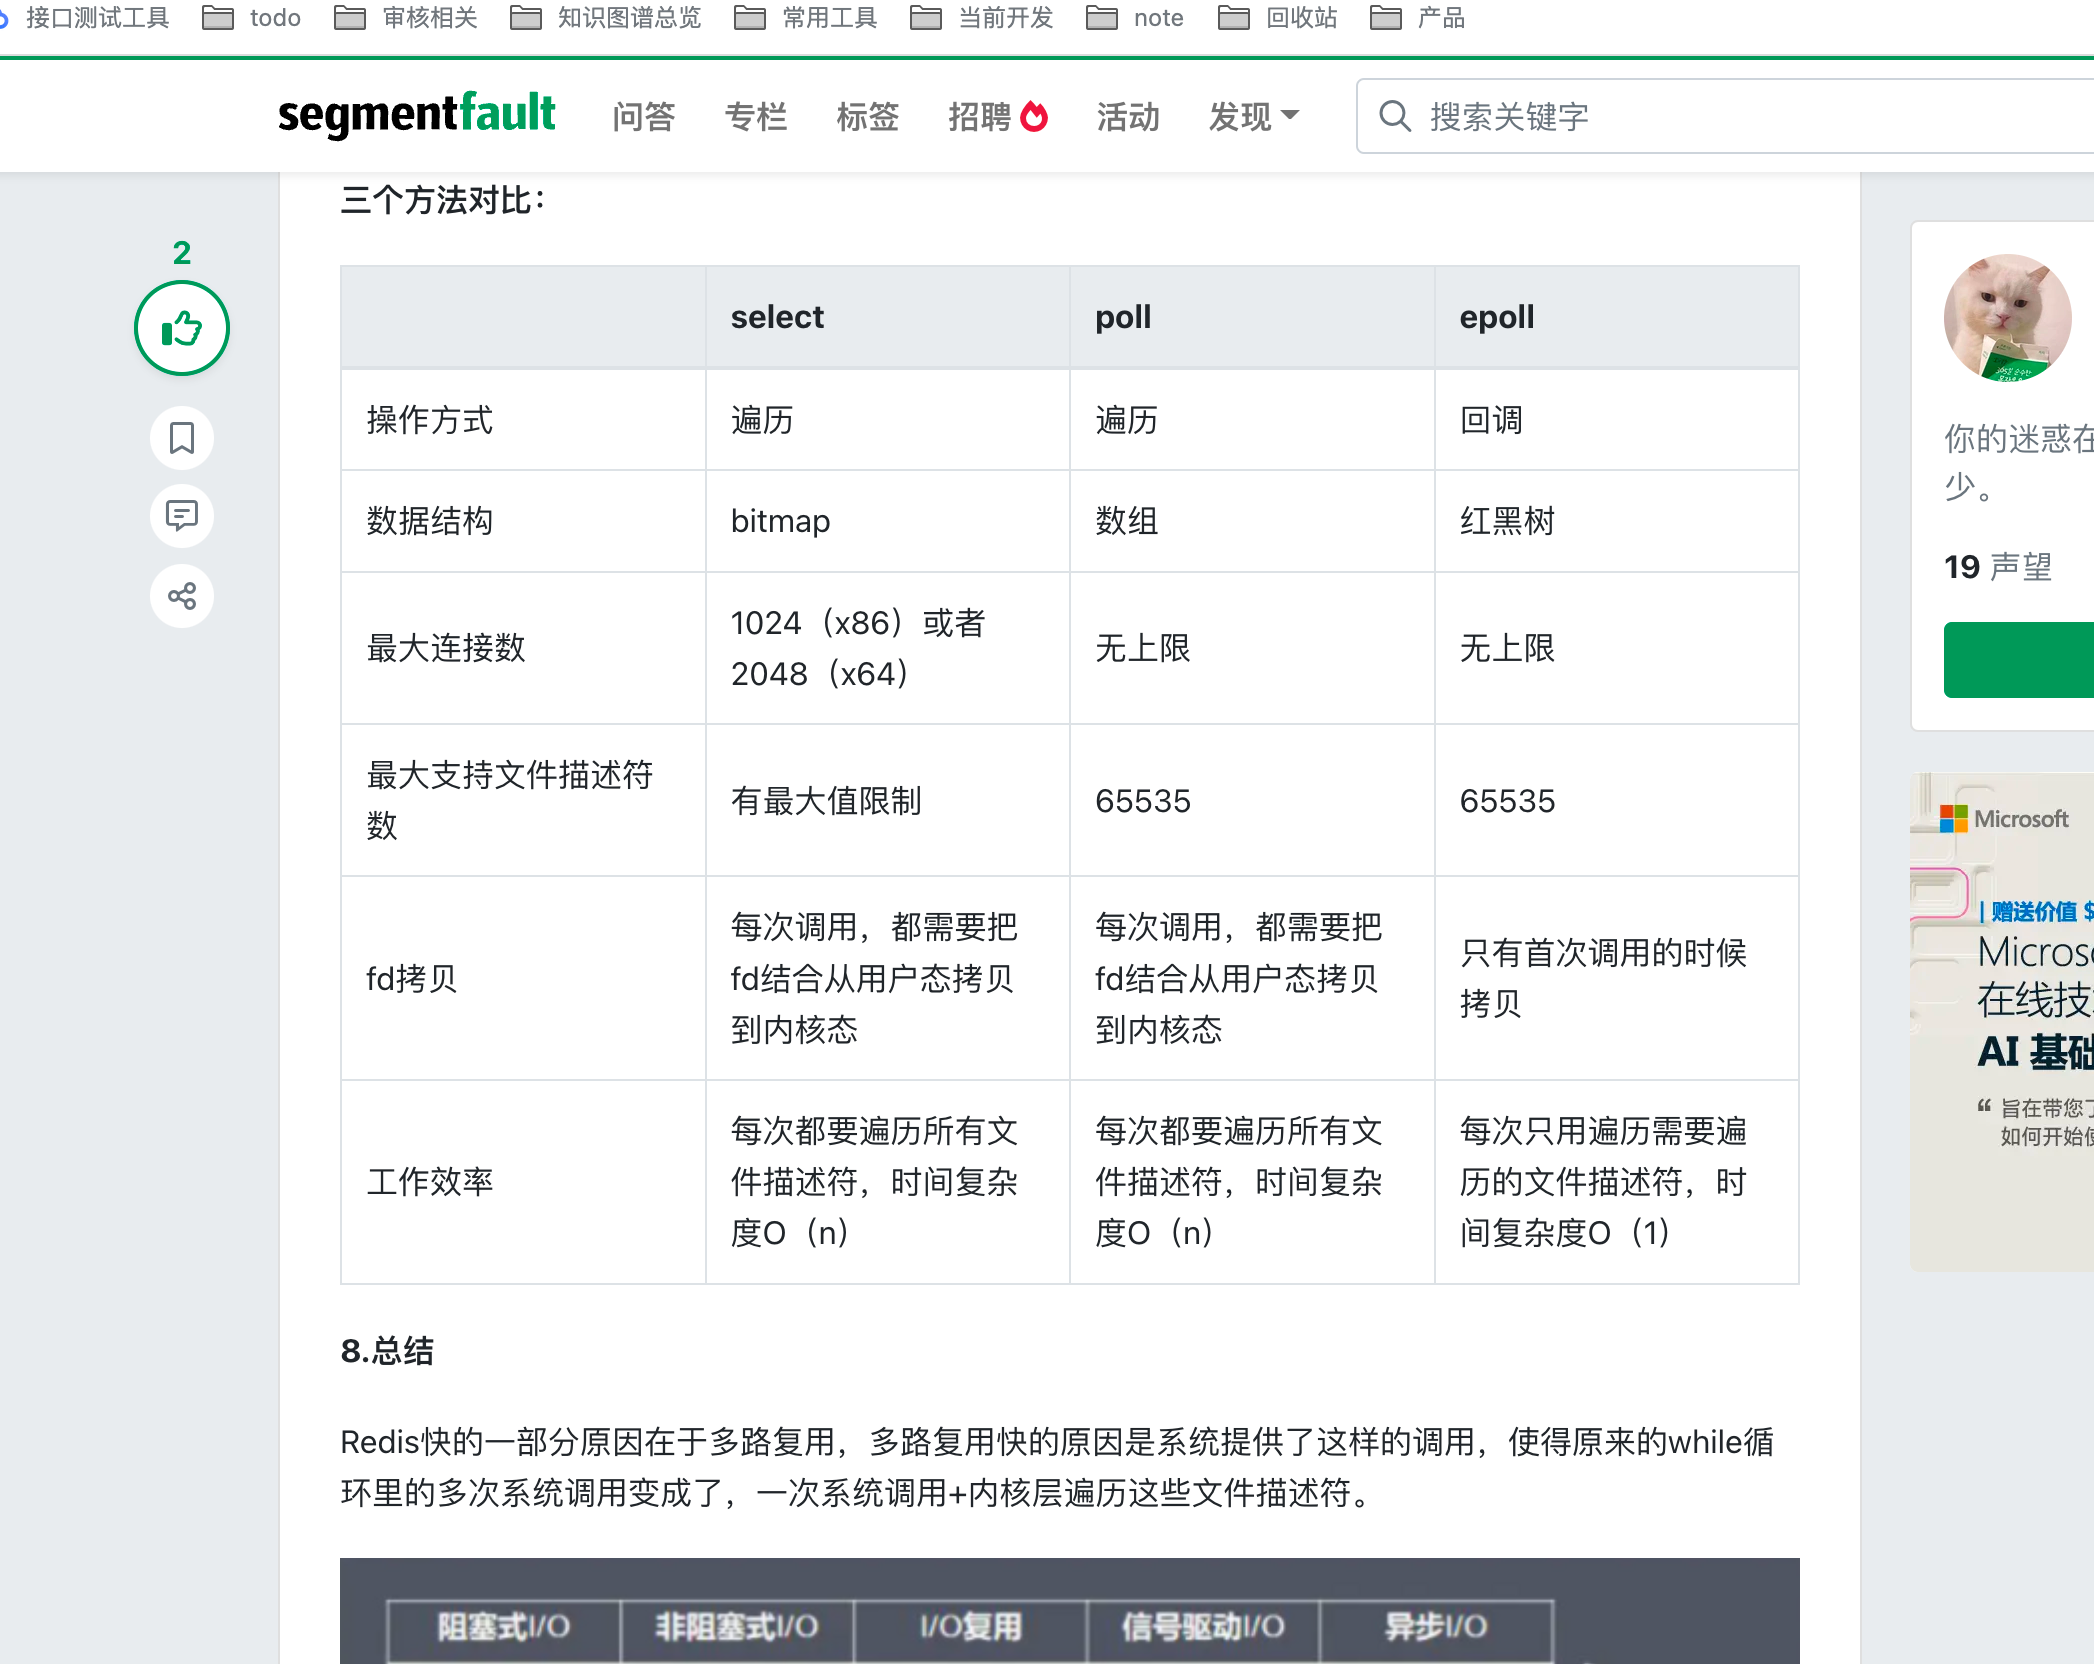 接口测试工具 todo 审核相关 知识图谱总览 常用工具 当前开发 note 回收站 产品
segmentfault 问答 专栏 标签 招聘 活动 发现 搜索关键字
三个方法对比：
2
select poll epoll
操作方式 遍历 遍历 回调
数据结构 bitmap 数组 红黑树
最大连接数 1024（x86）或者 无上限 无上限
2048（x64）
最大支持文件描述符 有最大值限制 65535 65535
数
fd拷贝
每次调用，都需要把
fd结合从用户态拷贝
到内核态
每次调用，都需要把
fd结合从用户态拷贝
到内核态
只有首次调用的时候
拷贝
工作效率
每次都要遍历所有文
件描述符，时间复杂
度O（n）
每次都要遍历所有文
件描述符，时间复杂
度O（n）
每次只用遍历需要遍
历的文件描述符，时
间复杂度O（1）
8.总结
Redis快的一部分原因在于多路复用，多路复用快的原因是系统提供了这样的调用，使得原来的while循
环里的多次系统调用变成了，一次系统调用+内核层遍历这些文件描述符。
阻塞式I/O 非阻塞式I/O I/O复用 信号驱动I/O 异步I/O
你的迷惑在
少。
19 声望
Microsoft
| 赠送价值 $
Micros
在线技
AI 基础
“ 旨在带您了
如何开始使